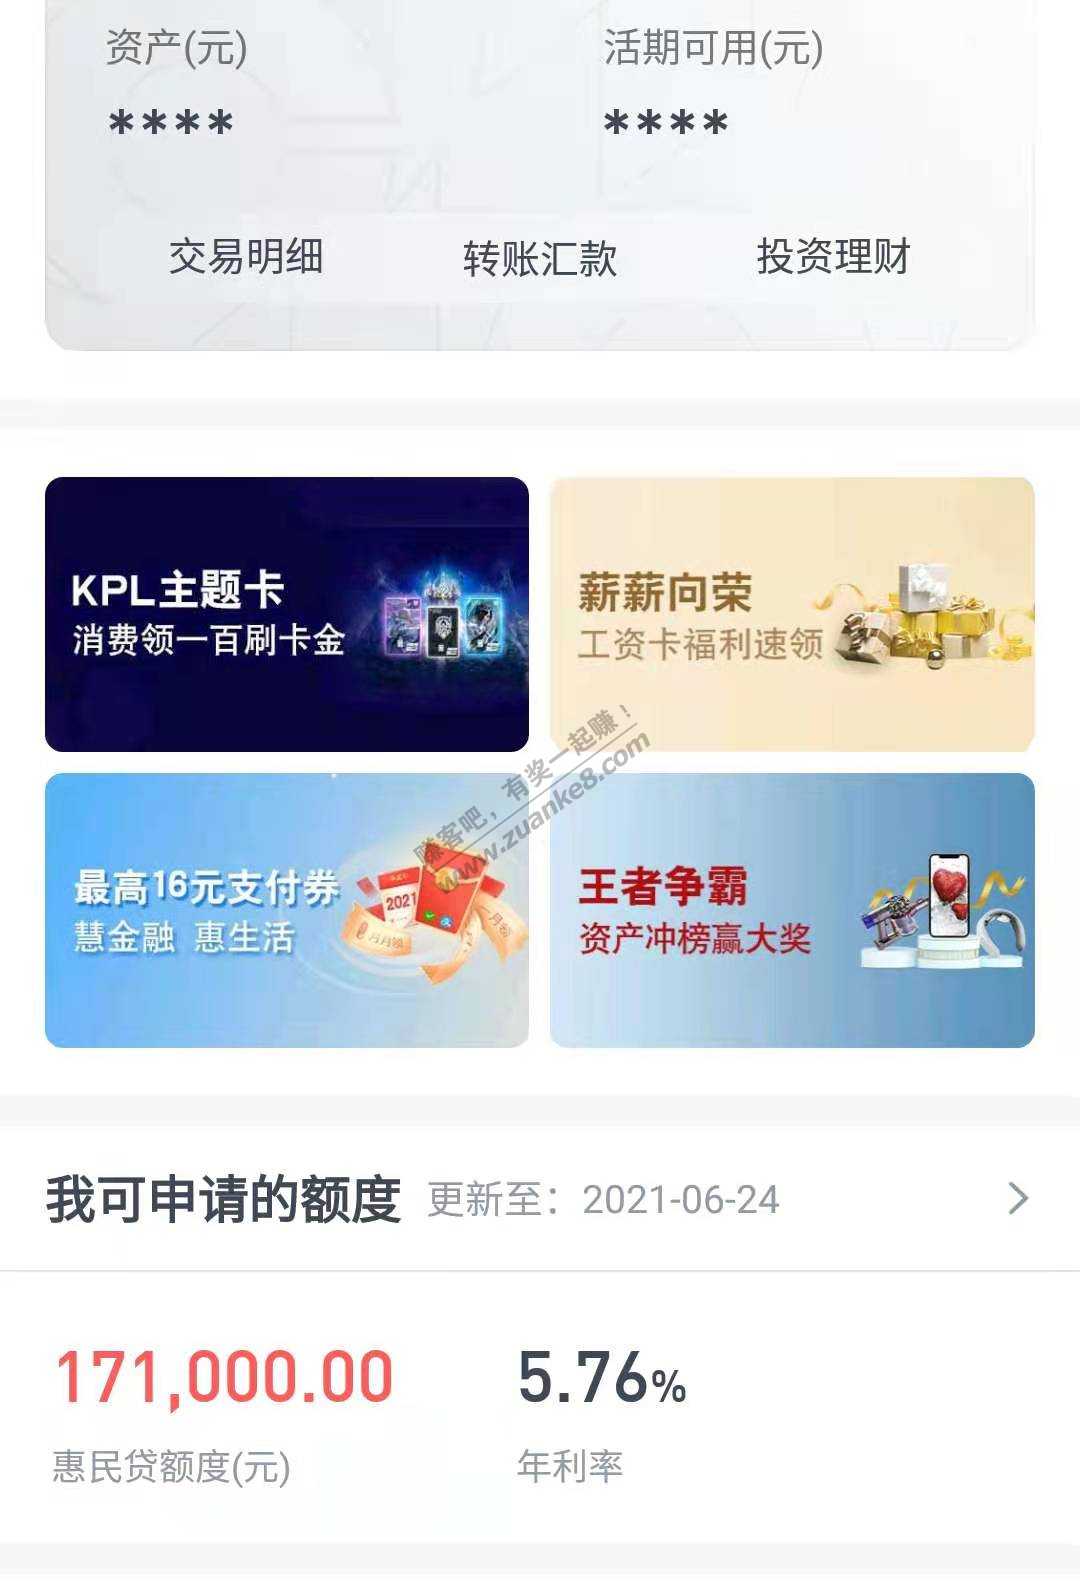 资产(元) 活期可用(元)
**** ****
交易明细 转账汇款 投资理财
KPL主题卡
消费领一百刷卡金
薪薪向荣
工资卡福利速领
最高16元支付券
慧金融 惠生活
2021
月月领
王者争霸
资产冲榜赢大奖
赚客吧，有奖一起赚！
www.zuanke8.com
我可申请的额度 更新至：2021-06-24
171,000.00 5.76%
惠民贷额度(元) 年利率